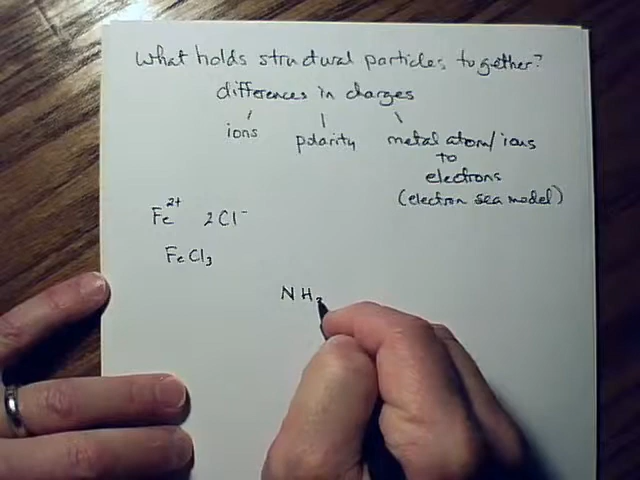 What holds structural particles together?
differences in charges
ions polarity metal atom/ions
to
electrons
(electron sea model)
Fe²⁺ 2Cl⁻
FeCl₃
NH₃